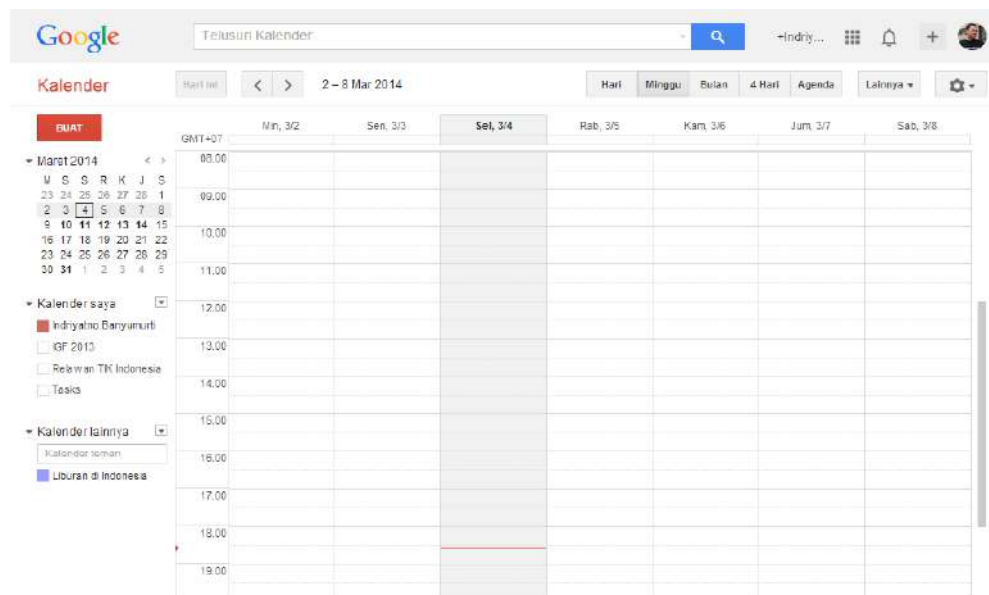 Google
Telusuri Kalender
+Indriy...
+
Kalender
Hari ini
2 – 8 Mar 2014
Hari
Minggu
Bulan
4 Hari
Agenda
Lainnya
BUAT
Min, 3/2
Sen, 3/3
Sel, 3/4
Rab, 3/5
Kam, 3/6
Jum, 3/7
Sab, 3/8
GMT+07
Maret 2014
M S S R K J S
23 24 25 26 27 28 1
2 3 4 5 6 7 8
9 10 11 12 13 14 15
16 17 18 19 20 21 22
23 24 25 26 27 28 29
30 31 1 2 3 4 5
Kalender saya
Indriyatno Banyumurti
IGF 2013
Relawan TIK Indonesia
Tasks
Kalender lainnya
Kalender teman
Liburan di Indonesia
08.00
09.00
10.00
11.00
12.00
13.00
14.00
15.00
16.00
17.00
18.00
19.00